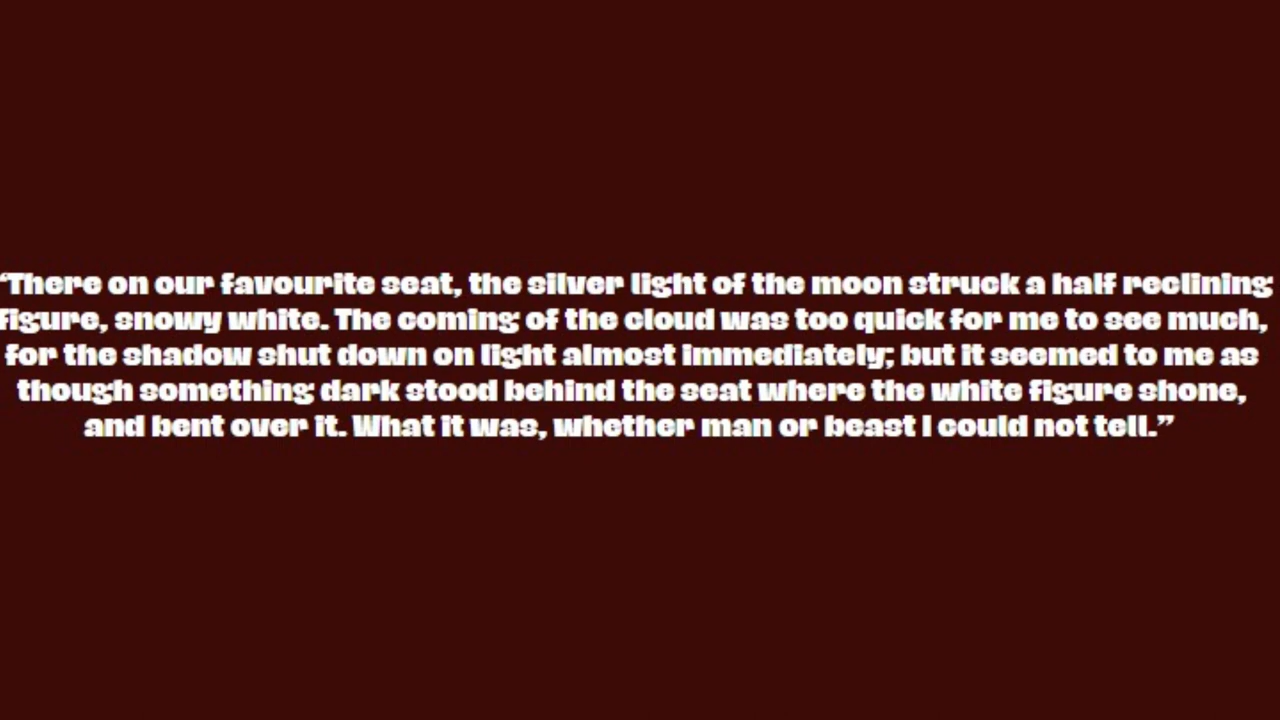 “There on our favourite seat, the silver light of the moon struck a half reclining
figure, snowy white. The coming of the cloud was too quick for me to see much,
for the shadow shut down on light almost immediately; but it seemed to me as
though something dark stood behind the seat where the white figure shone,
and bent over it. What it was, whether man or beast I could not tell.”